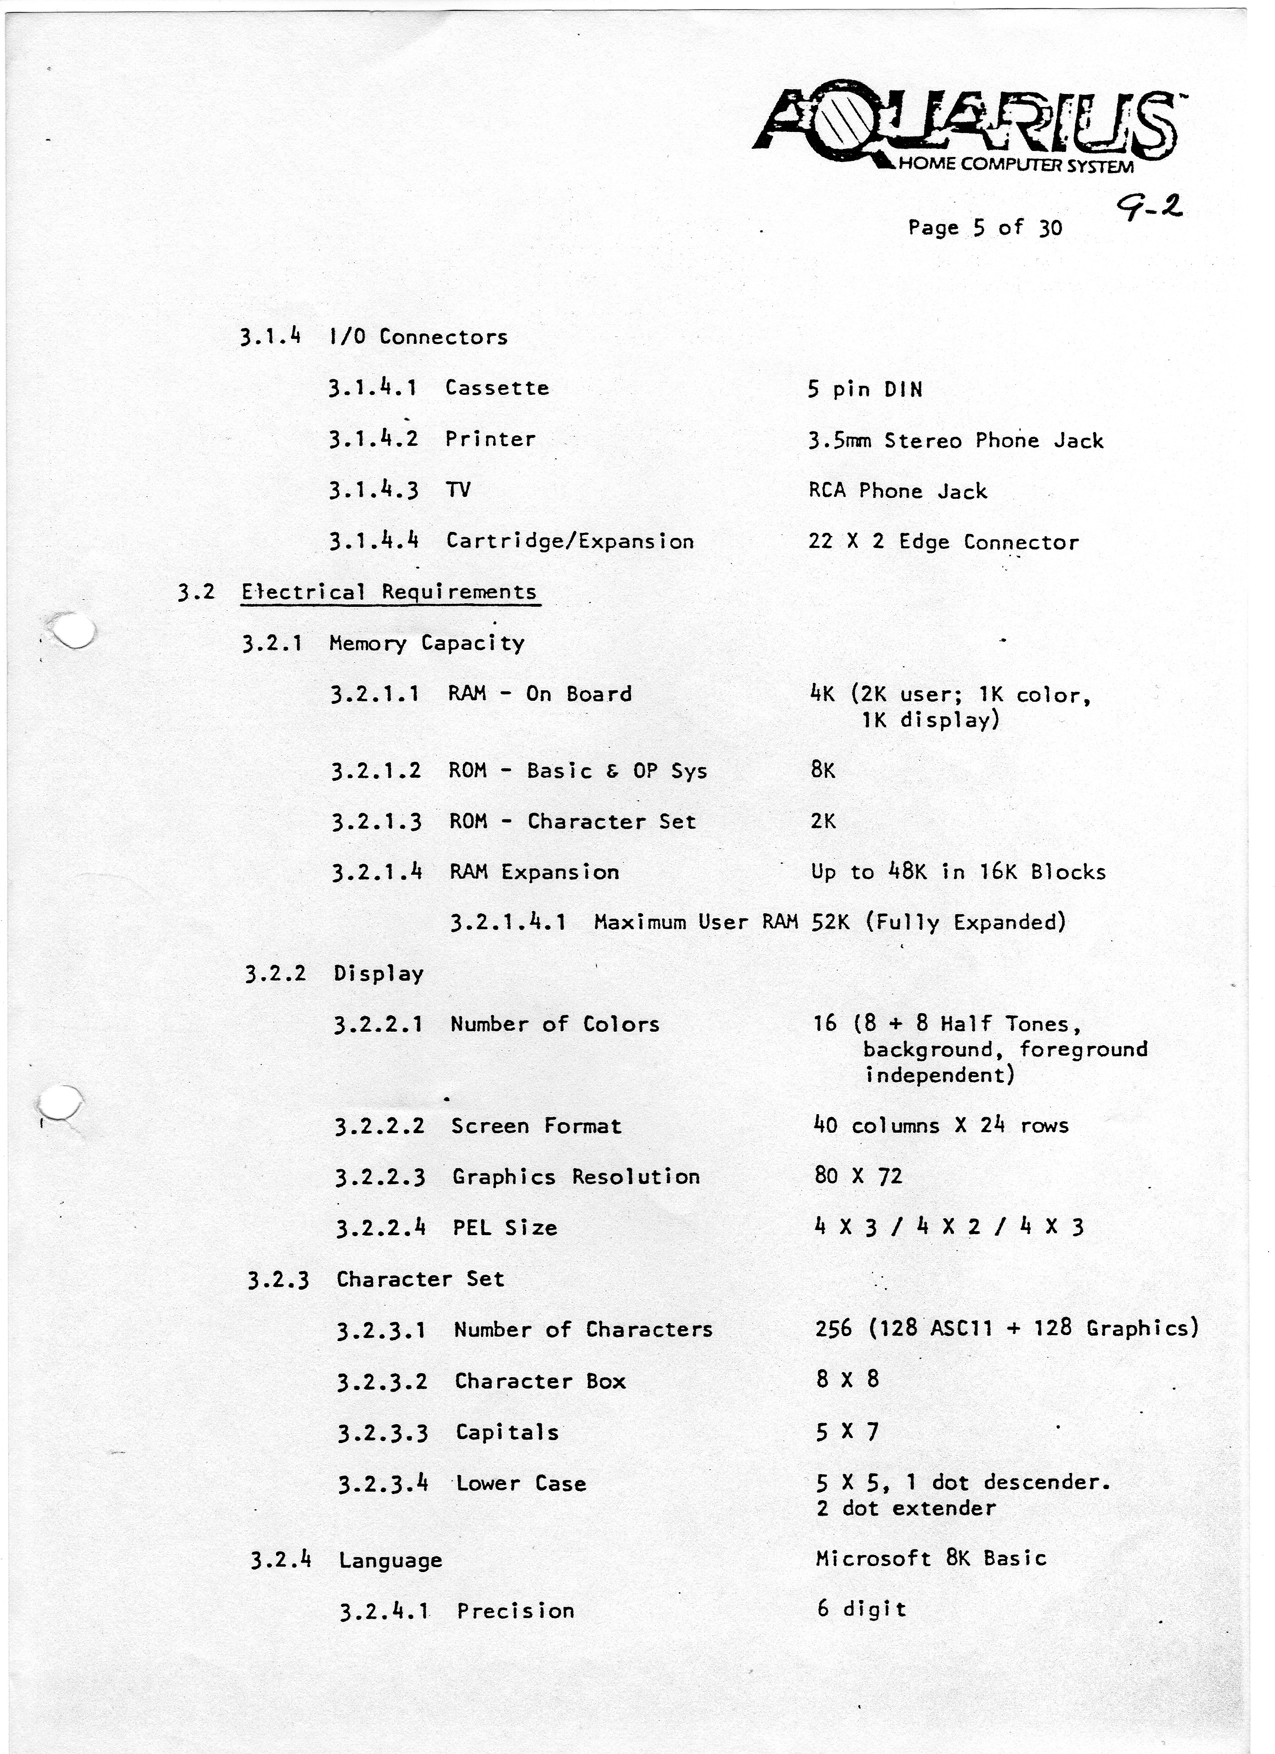 AQUARIUS™
HOME COMPUTER SYSTEM
9-2
Page 5 of 30
3.1.4 I/O Connectors
3.1.4.1 Cassette 5 pin DIN
3.1.4.2 Printer 3.5mm Stereo Phone Jack
3.1.4.3 TV RCA Phone Jack
3.1.4.4 Cartridge/Expansion 22 X 2 Edge Connector
3.2 Electrical Requirements
3.2.1 Memory Capacity
3.2.1.1 RAM - On Board 4K (2K user; 1K color,
1K display)
3.2.1.2 ROM - Basic & OP Sys 8K
3.2.1.3 ROM - Character Set 2K
3.2.1.4 RAM Expansion Up to 48K in 16K Blocks
3.2.1.4.1 Maximum User RAM 52K (Fully Expanded)
3.2.2 Display
3.2.2.1 Number of Colors 16 (8 + 8 Half Tones,
background, foreground
independent)
3.2.2.2 Screen Format 40 columns X 24 rows
3.2.2.3 Graphics Resolution 80 X 72
3.2.2.4 PEL Size 4 X 3 / 4 X 2 / 4 X 3
3.2.3 Character Set
3.2.3.1 Number of Characters 256 (128 ASC11 + 128 Graphics)
3.2.3.2 Character Box 8 X 8
3.2.3.3 Capitals 5 X 7
3.2.3.4 Lower Case 5 X 5, 1 dot descender.
2 dot extender
3.2.4 Language Microsoft 8K Basic
3.2.4.1 Precision 6 digit